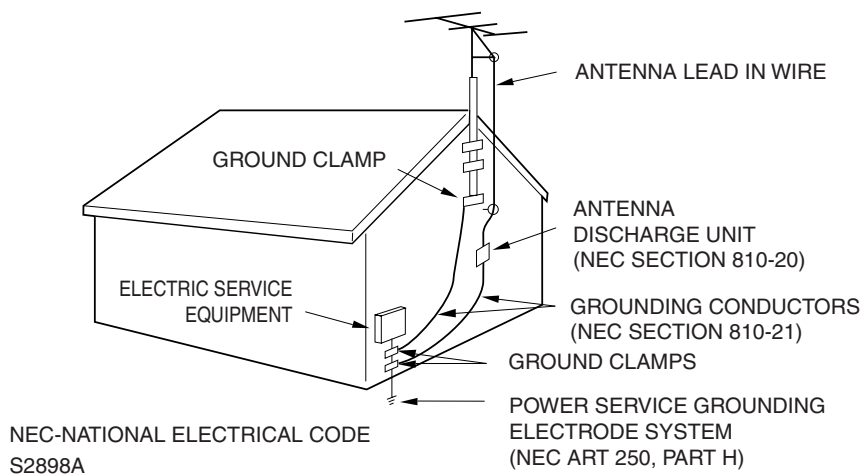 ANTENNA LEAD IN WIRE
GROUND CLAMP
ANTENNA
DISCHARGE UNIT
(NEC SECTION 810-20)
ELECTRIC SERVICE
EQUIPMENT
GROUNDING CONDUCTORS
(NEC SECTION 810-21)
GROUND CLAMPS
POWER SERVICE GROUNDING
ELECTRODE SYSTEM
(NEC ART 250, PART H)
NEC-NATIONAL ELECTRICAL CODE
S2898A